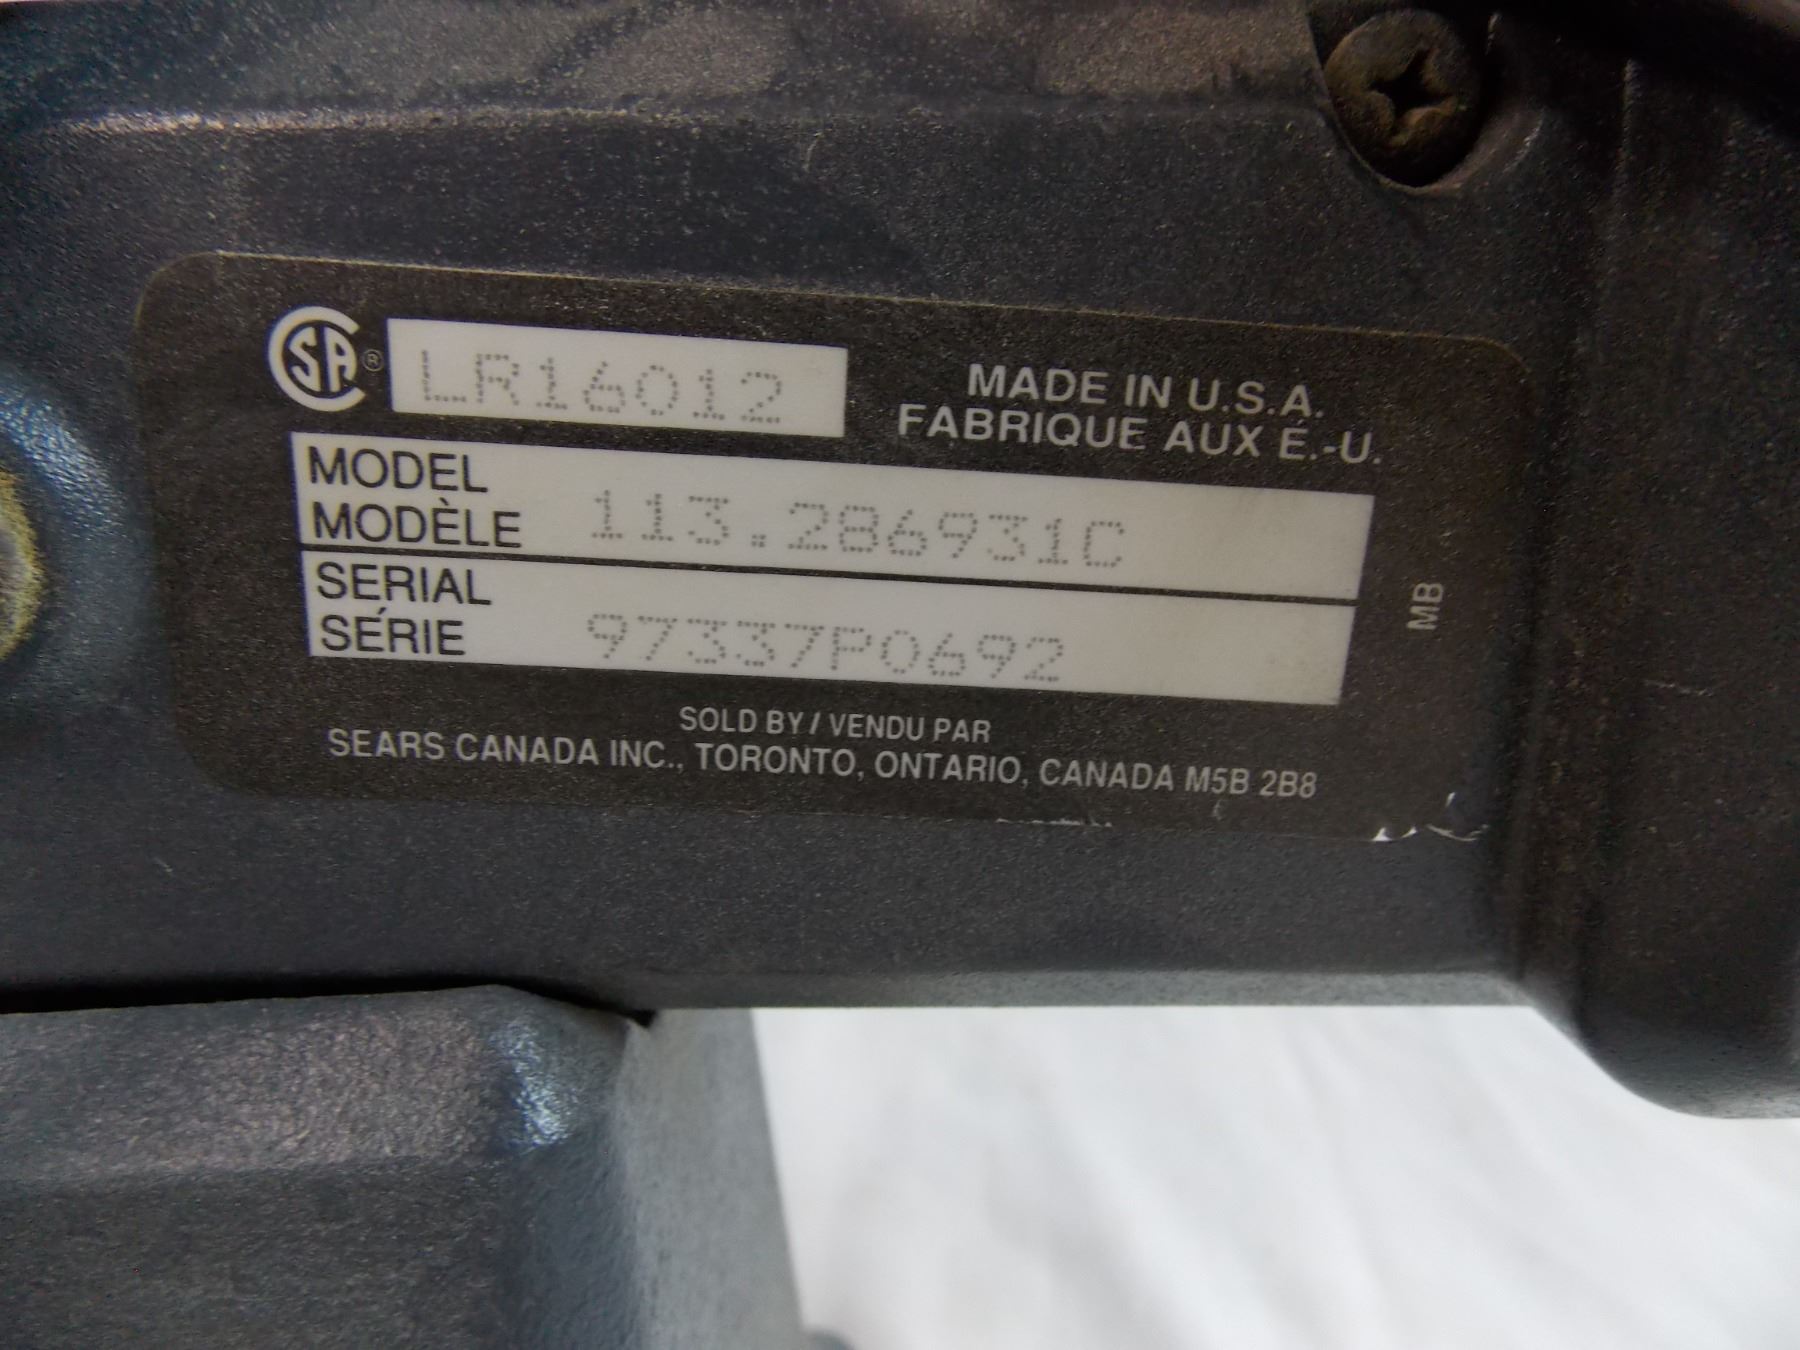 CSA® LR16012
MADE IN U.S.A.
FABRIQUE AUX É.-U.
MODEL
MODÈLE 113.286931C
SERIAL
SÉRIE 97337P0692
MB
SOLD BY / VENDU PAR
SEARS CANADA INC., TORONTO, ONTARIO, CANADA M5B 2B8